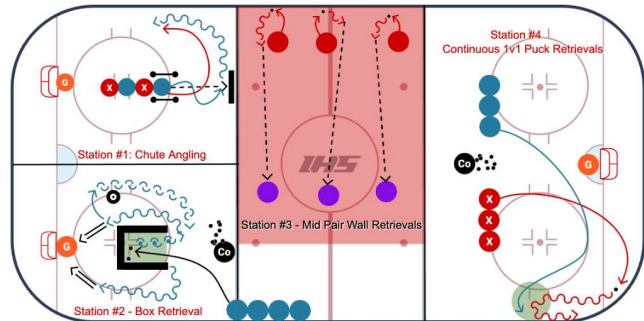 Station #4
Continuous 1v1 Puck Retrievals
G
X
X
Station #1: Chute Angling
IHS
Co
G
X
X
X
Station #3 - Mid Pair Wall Retrievals
G
Co
Station #2 - Box Retrieval